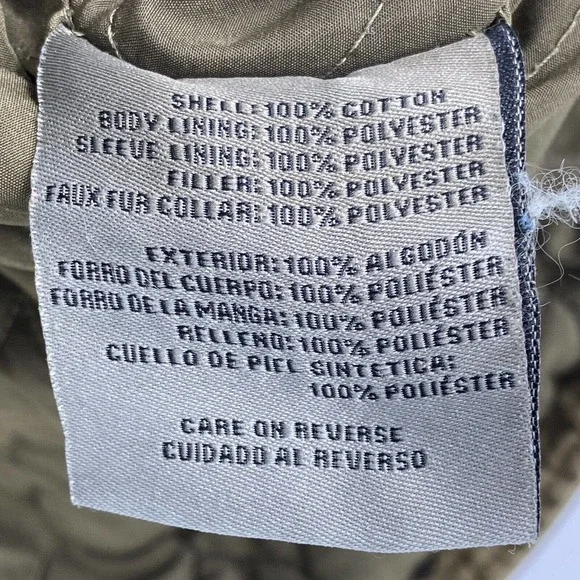 SHELL: 100% COTTON
BODY LINING: 100% POLYESTER
SLEEVE LINING: 100% POLYESTER
FILLER: 100% POLYESTER
FAUX FUR COLLAR: 100% POLYESTER
EXTERIOR: 100% ALGODÓN
FORRO DEL CUERPO: 100% POLIÉSTER
FORRO DE LA MANGA: 100% POLIÉSTER
RELLENO: 100% POLIÉSTER
CUELLO DE PIEL SINTETICA:
100% POLIÉSTER
CARE ON REVERSE
CUIDADO AL REVERSO